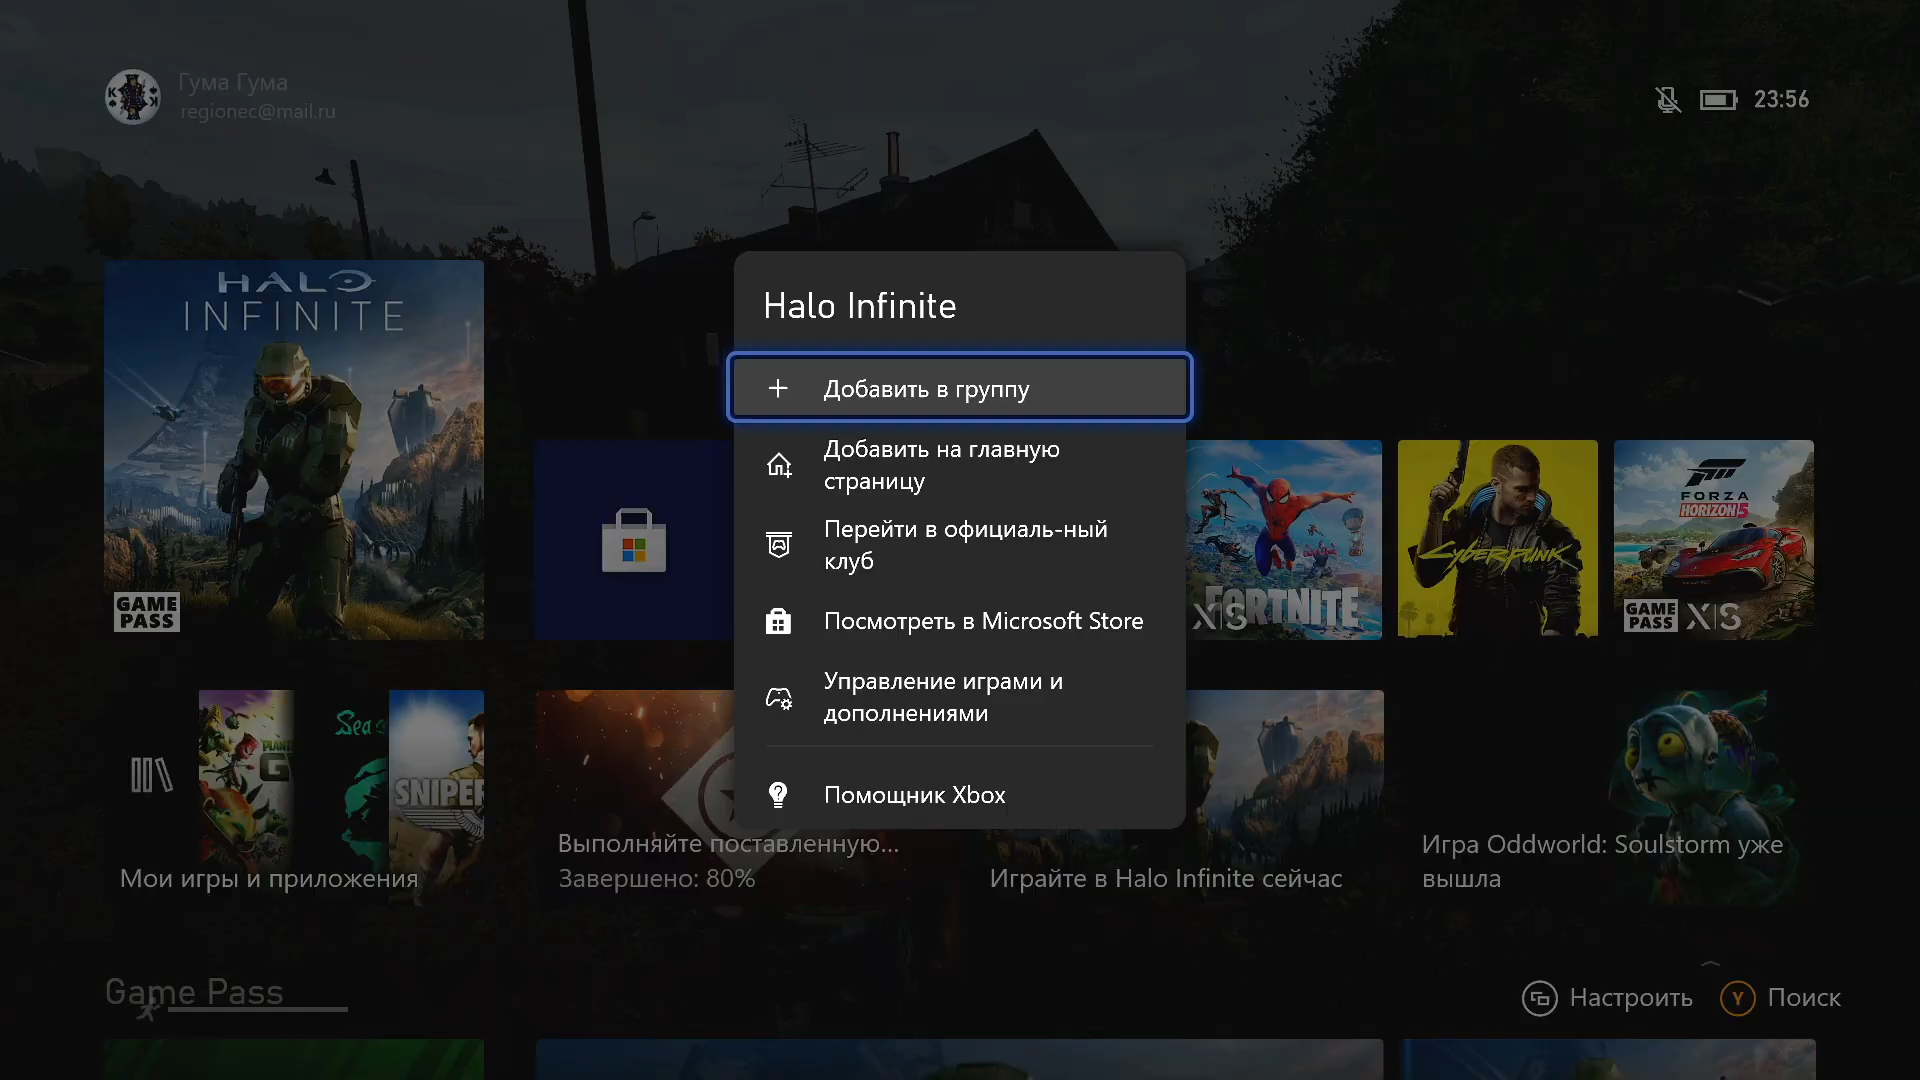 Гума Гума
regionec@mail.ru
23:56
HALO
INFINITE
GAME
PASS
Halo Infinite
Добавить в группу
Добавить на главную
страницу
Перейти в официаль-ный
клуб
Посмотреть в Microsoft Store
Управление играми и
дополнениями
Помощник Xbox
X|S
FORTNITE
CYBERPUNK
FORZA
HORIZON 5
GAME
PASS
X|S
SNIPER
Мои игры и приложения
Выполняйте поставленную...
Завершено: 80%
Играйте в Halo Infinite сейчас
Игра Oddworld: Soulstorm уже
вышла
Game Pass
Настроить
Y
Поиск